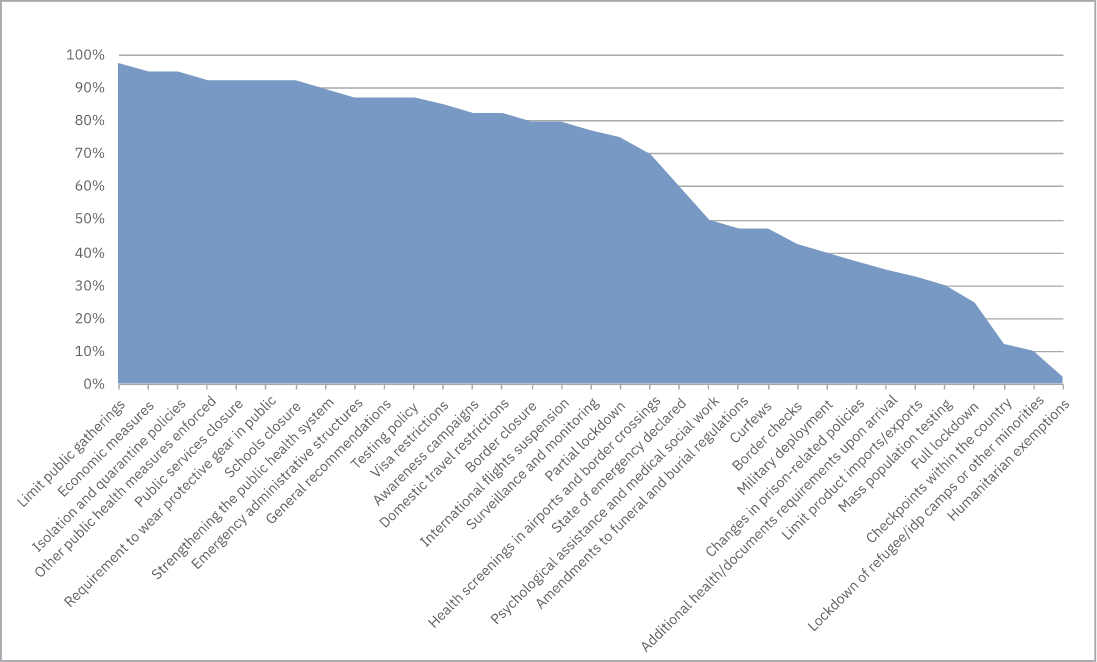 100%
90%
80%
70%
60%
50%
40%
30%
20%
10%
0%
Limit public gatherings
Economic measures
Isolation and quarantine policies
Other public health measures enforced
Public services closure
Requirement to wear protective gear in public
Schools closure
Strengthening the public health system
Emergency administrative structures
General recommendations
Testing policy
Visa restrictions
Awareness campaigns
Domestic travel restrictions
Border closure
International flights suspension
Surveillance and monitoring
Partial lockdown
Health screenings in airports and border crossings
State of emergency declared
Psychological assistance and medical social work
Amendments to funeral and burial regulations
Curfews
Border checks
Military deployment
Changes in prison-related policies
Additional health/documents requirements upon arrival
Limit product imports/exports
Mass population testing
Full lockdown
Checkpoints within the country
Lockdown of refugee/idp camps or other minorities
Humanitarian exemptions